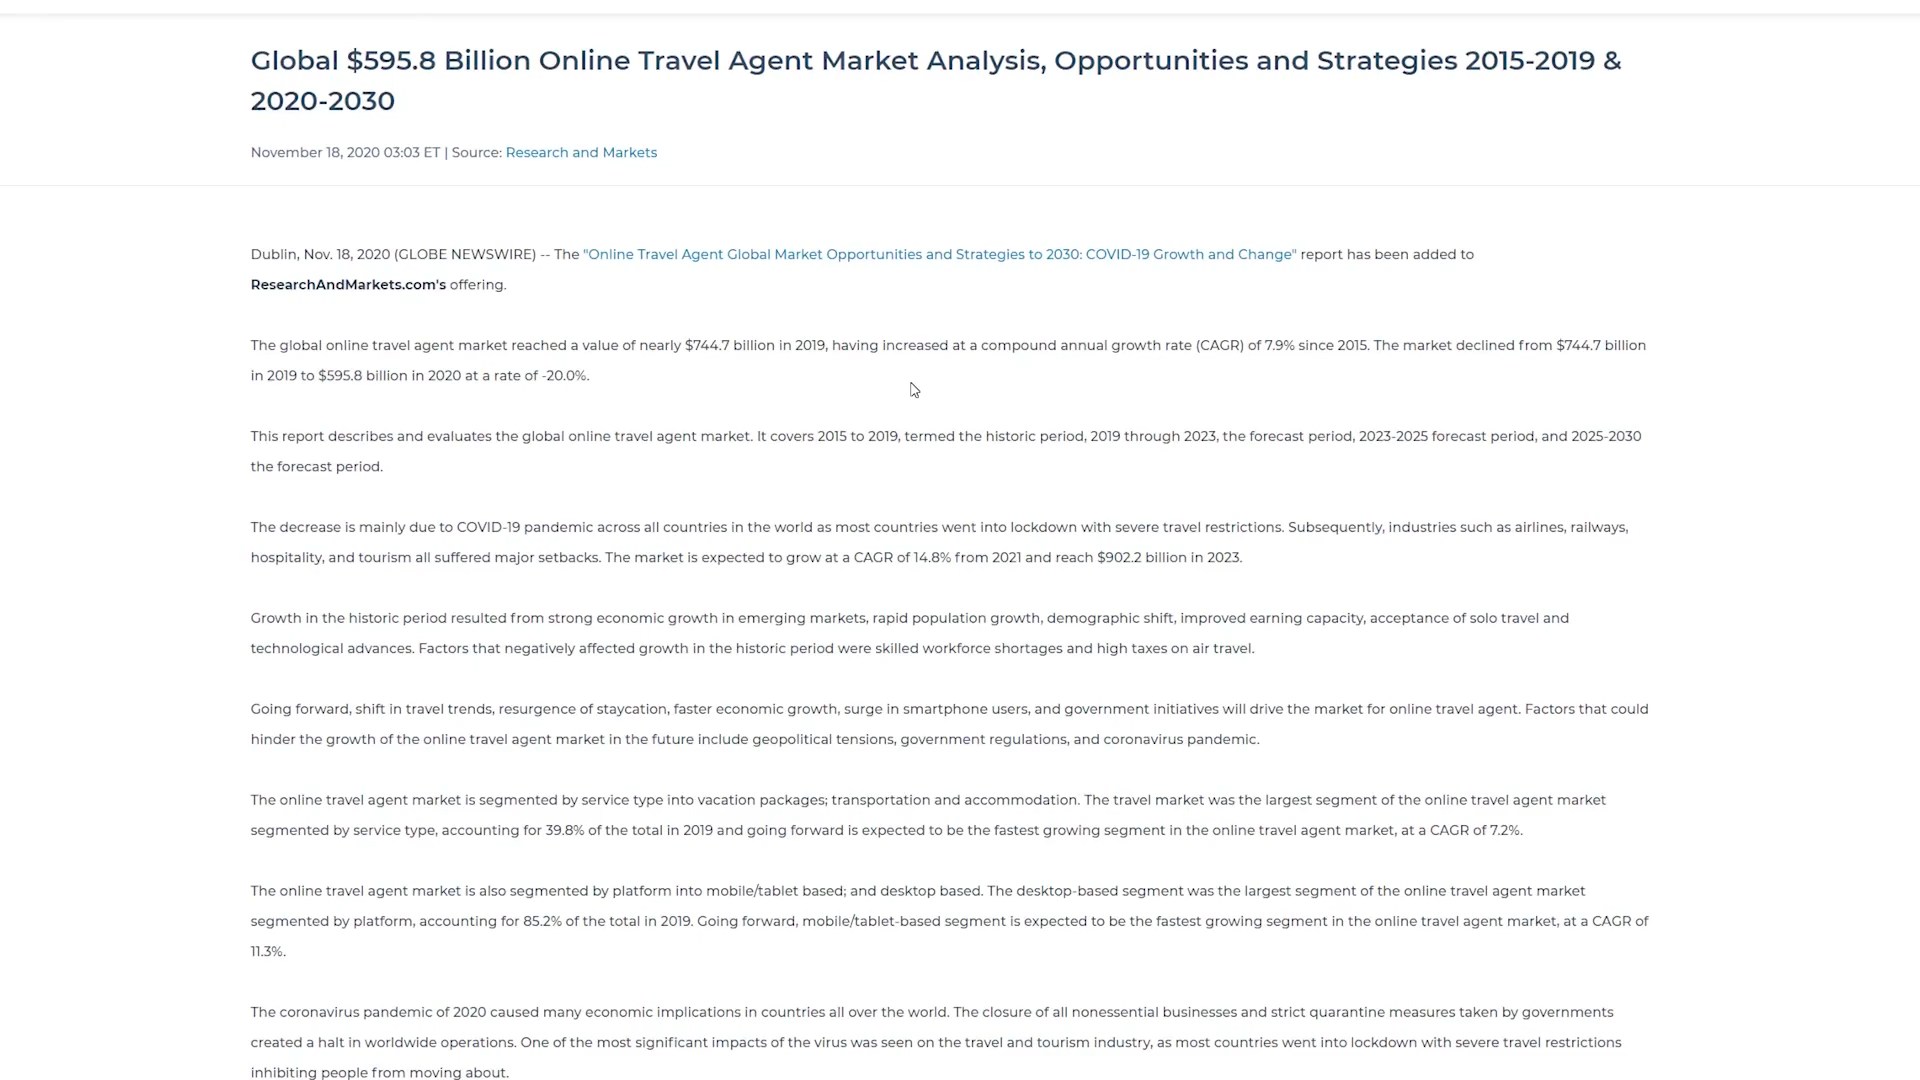 Global $595.8 Billion Online Travel Agent Market Analysis, Opportunities and Strategies 2015-2019 &
2020-2030
November 18, 2020 03:03 ET | Source: Research and Markets
Dublin, Nov. 18, 2020 (GLOBE NEWSWIRE) -- The "Online Travel Agent Global Market Opportunities and Strategies to 2030: COVID-19 Growth and Change" report has been added to
ResearchAndMarkets.com's offering.
The global online travel agent market reached a value of nearly $744.7 billion in 2019, having increased at a compound annual growth rate (CAGR) of 7.9% since 2015. The market declined from $744.7 billion
in 2019 to $595.8 billion in 2020 at a rate of -20.0%.
This report describes and evaluates the global online travel agent market. It covers 2015 to 2019, termed the historic period, 2019 through 2023, the forecast period, 2023-2025 forecast period, and 2025-2030
the forecast period.
The decrease is mainly due to COVID-19 pandemic across all countries in the world as most countries went into lockdown with severe travel restrictions. Subsequently, industries such as airlines, railways,
hospitality, and tourism all suffered major setbacks. The market is expected to grow at a CAGR of 14.8% from 2021 and reach $902.2 billion in 2023.
Growth in the historic period resulted from strong economic growth in emerging markets, rapid population growth, demographic shift, improved earning capacity, acceptance of solo travel and
technological advances. Factors that negatively affected growth in the historic period were skilled workforce shortages and high taxes on air travel.
Going forward, shift in travel trends, resurgence of staycation, faster economic growth, surge in smartphone users, and government initiatives will drive the market for online travel agent. Factors that could
hinder the growth of the online travel agent market in the future include geopolitical tensions, government regulations, and coronavirus pandemic.
The online travel agent market is segmented by service type into vacation packages; transportation and accommodation. The travel market was the largest segment of the online travel agent market
segmented by service type, accounting for 39.8% of the total in 2019 and going forward is expected to be the fastest growing segment in the online travel agent market, at a CAGR of 7.2%.
The online travel agent market is also segmented by platform into mobile/tablet based; and desktop based. The desktop-based segment was the largest segment of the online travel agent market
segmented by platform, accounting for 85.2% of the total in 2019. Going forward, mobile/tablet-based segment is expected to be the fastest growing segment in the online travel agent market, at a CAGR of
11.3%.
The coronavirus pandemic of 2020 caused many economic implications in countries all over the world. The closure of all nonessential businesses and strict quarantine measures taken by governments
created a halt in worldwide operations. One of the most significant impacts of the virus was seen on the travel and tourism industry, as most countries went into lockdown with severe travel restrictions
inhibiting people from moving about.